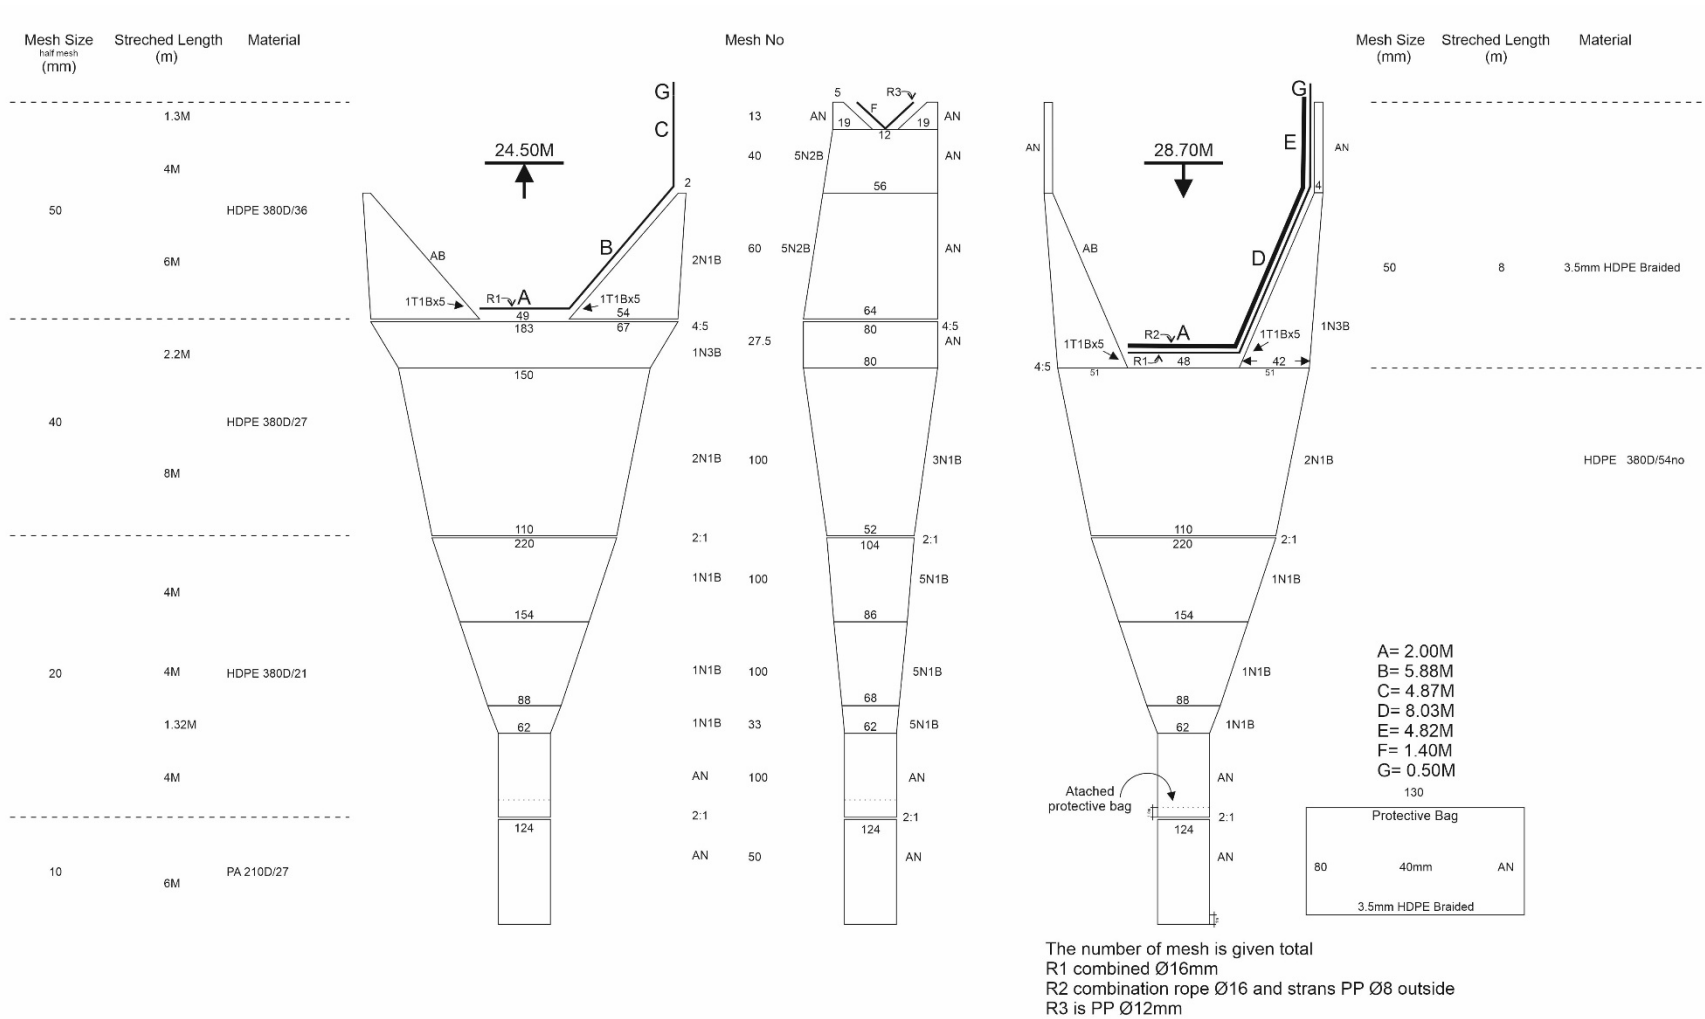 Mesh Size Streched Length Material Mesh No Mesh Size Streched Length Material
half mesh
(mm) (m) (mm) (m)
G C B A
24.50M
R1
2
AB
1T1Bx5 1T1Bx5
49 54
183 67
150
110
220
154
88
62
124
1.3M
4M
50 HDPE 380D/36
6M
2.2M
40 HDPE 380D/27
8M
4M
20 4M HDPE 380D/21
1.32M
4M
10 PA 210D/27
6M
2N1B
4:5
1N3B
2N1B
2:1
1N1B
1N1B
1N1B
AN
2:1
AN
13
40
60
27.5
100
100
100
33
100
50
5 F R3
AN 19 12 19 AN
5N2B AN
56
5N2B AN
64
80 4:5
AN
80
3N1B
52
104 2:1
5N1B
86
5N1B
68
62 5N1B
AN
124 2:1
AN
G
E
AN AN
28.70M
4
D
AB
R2 A
1T1Bx5 1T1Bx5
R1 48 42
51 51
4:5
1N3B
2N1B
110
220 2:1
1N1B
154
1N1B
88
62 1N1B
AN
Atached
protective bag
124 2:1
AN
50 8 3.5mm HDPE Braided
HDPE 380D/54no
A= 2.00M
B= 5.88M
C= 4.87M
D= 8.03M
E= 4.82M
F= 1.40M
G= 0.50M
130
Protective Bag
80 40mm AN
3.5mm HDPE Braided
The number of mesh is given total
R1 combined Ø16mm
R2 combination rope Ø16 and strans PP Ø8 outside
R3 is PP Ø12mm